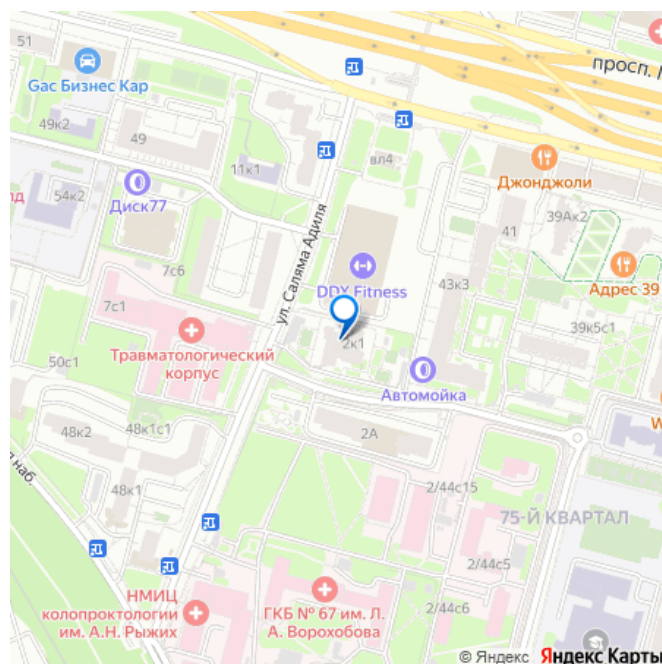 51
Gac Бизнес Кар
просп. М
49к2
49
11к1
вл4
Джонджоли
54к2
Диск77
ул. Саляма Адиля
41
39Ак2
7с6
DDX Fitness
43к3
Адрес 39
7с1
Травматологический
корпус
2к1
39к5с1
50с1
Автомойка
48к2
48к1с1
2А
наб.
48к1
2/44с15
75-Й КВАРТАЛ
2/44с5
НМИЦ
колопроктологии
им. А.Н. Рыжих
ГКБ № 67 им. Л.
А. Ворохобова
2/44с6
© Яндекс Яндекс Карты